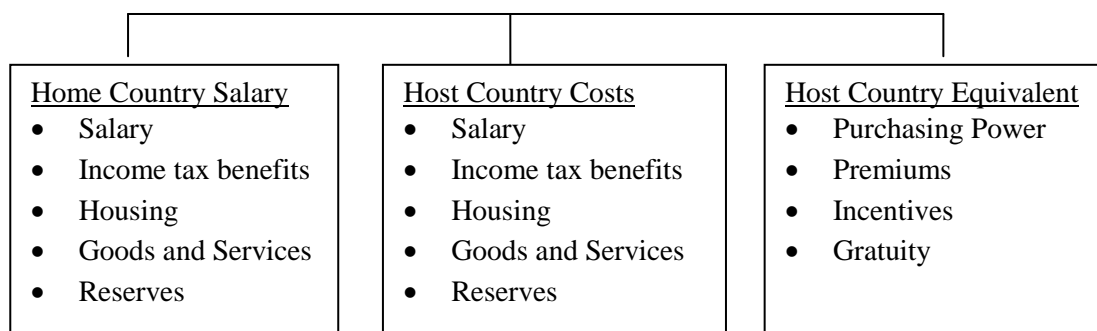 Home Country Salary
• Salary
• Income tax benefits
• Housing
• Goods and Services
• Reserves
Host Country Costs
• Salary
• Income tax benefits
• Housing
• Goods and Services
• Reserves
Host Country Equivalent
• Purchasing Power
• Premiums
• Incentives
• Gratuity